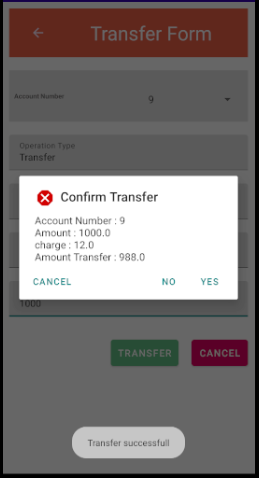 Transfer Form
Account Number
9
Operation Type
Transfer
Confirm Transfer
Account Number : 9
Amount : 1000.0
charge : 12.0
Amount Transfer : 988.0
CANCEL NO YES
1000
TRANSFER CANCEL
Transfer successfull